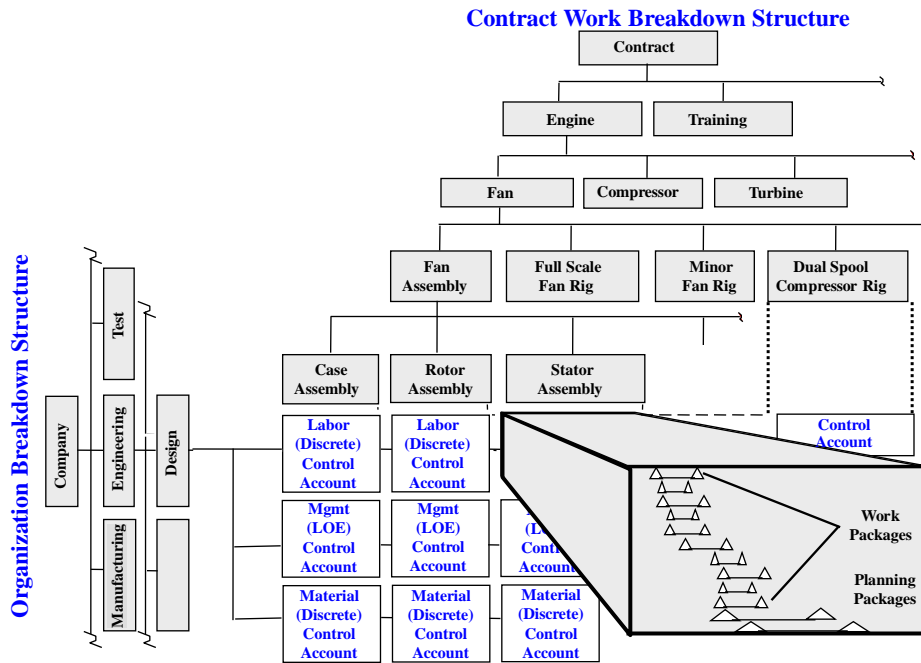 Contract Work Breakdown Structure
Contract
Engine
Training
Fan
Compressor
Turbine
Fan
Assembly
Full Scale
Fan Rig
Minor
Fan Rig
Dual Spool
Compressor Rig
Case
Assembly
Rotor
Assembly
Stator
Assembly
Organization Breakdown Structure
Company
Test
Engineering
Manufacturing
Design
Labor
(Discrete)
Control
Account
Labor
(Discrete)
Control
Account
Control
Account
Mgmt
(LOE)
Control
Account
Mgmt
(LOE)
Control
Account
Account
Material
(Discrete)
Control
Account
Material
(Discrete)
Control
Account
Material
(Discrete)
Control
Account
Work
Packages
Planning
Packages